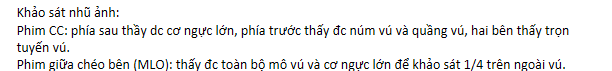 Khảo sát nhũ ảnh:
Phim CC: phía sau thầy dc cơ ngực lớn, phía trước thấy đc núm vú và quầng vú, hai bên thấy trọn
tuyến vú.
Phim giữa chéo bên (MLO): thấy đc toàn bộ mô vú và cơ ngực lớn để khảo sát 1/4 trên ngoài vú.